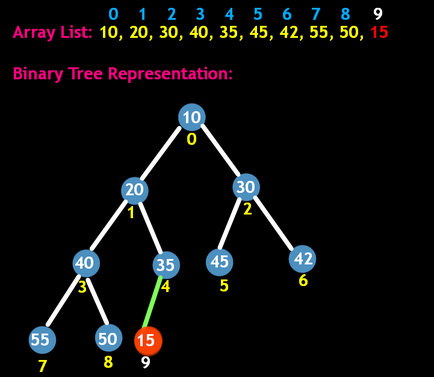 0 1 2 3 4 5 6 7 8 9
Array List: 10, 20, 30, 40, 35, 45, 42, 55, 50, 15
Binary Tree Representation:
10
0
20 30
1 2
40 35 45 42
3 4 5 6
55 50 15
7 8 9